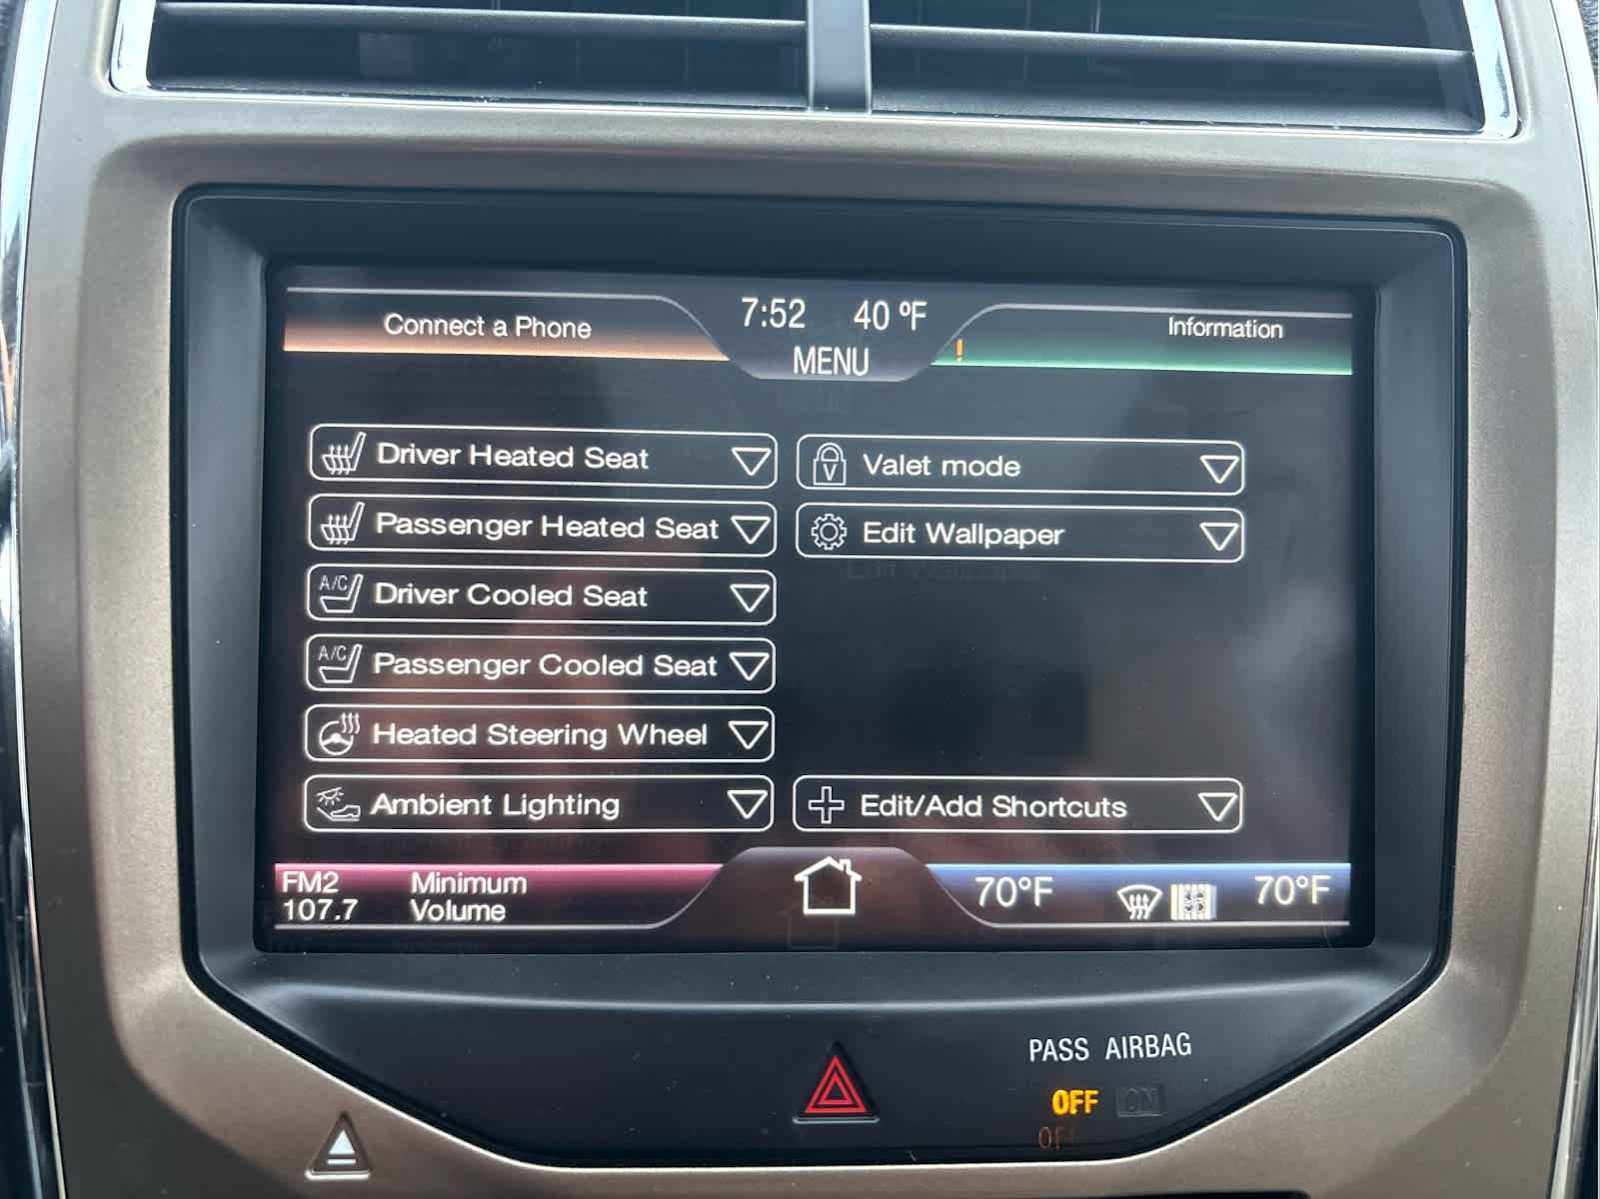 Connect a Phone
7:52 40 ºF
MENU
Information
!
Driver Heated Seat
Passenger Heated Seat
A/C Driver Cooled Seat
A/C Passenger Cooled Seat
Heated Steering Wheel
Ambient Lighting
V Valet mode
Edit Wallpaper
Edit/Add Shortcuts
FM2 Minimum
107.7 Volume
70°F 70°F
PASS AIRBAG
OFF ON